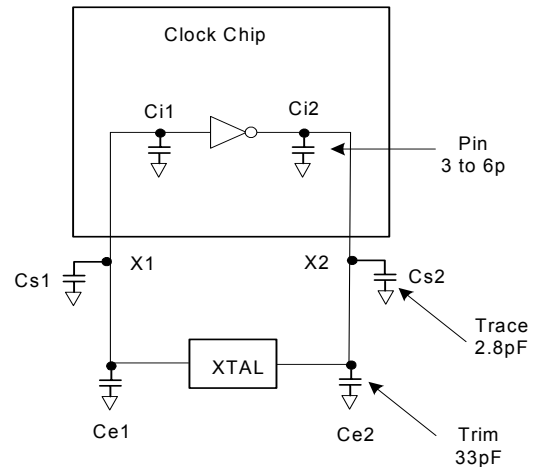 Clock Chip
Ci1
Ci2
Pin
3 to 6p
X1
X2
Cs1
Cs2
Trace
2.8pF
XTAL
Ce1
Ce2
Trim
33pF